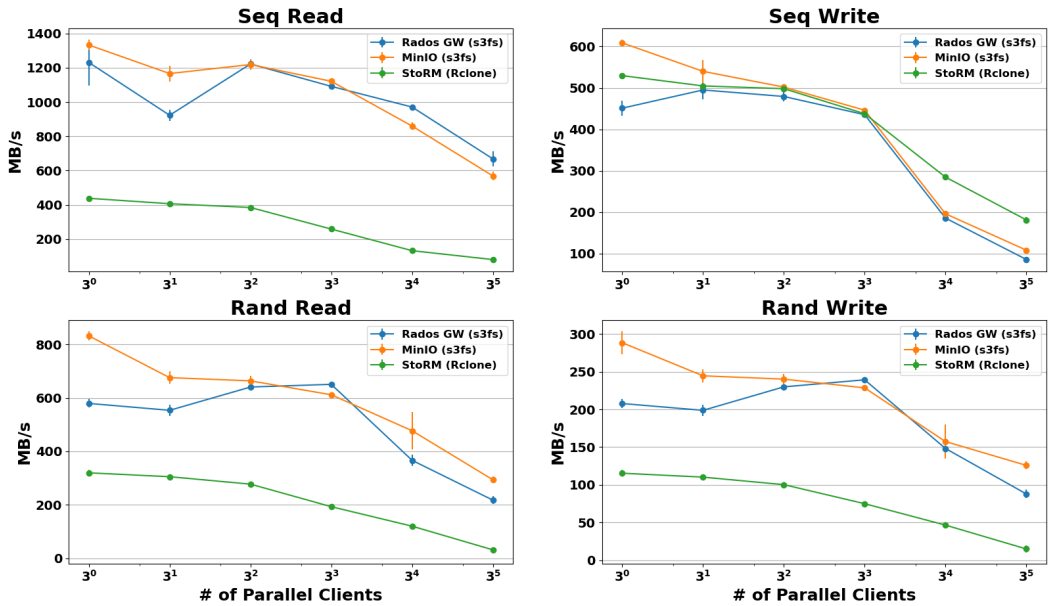 Seq Read
MB/s
1400
1200
1000
800
600
400
200
3^0 3^1 3^2 3^3 3^4 3^5
Rados GW (s3fs)
MinIO (s3fs)
StoRM (Rclone)
Seq Write
MB/s
600
500
400
300
200
100
3^0 3^1 3^2 3^3 3^4 3^5
Rados GW (s3fs)
MinIO (s3fs)
StoRM (Rclone)
Rand Read
MB/s
800
600
400
200
0
3^0 3^1 3^2 3^3 3^4 3^5
# of Parallel Clients
Rados GW (s3fs)
MinIO (s3fs)
StoRM (Rclone)
Rand Write
MB/s
300
250
200
150
100
50
0
3^0 3^1 3^2 3^3 3^4 3^5
# of Parallel Clients
Rados GW (s3fs)
MinIO (s3fs)
StoRM (Rclone)